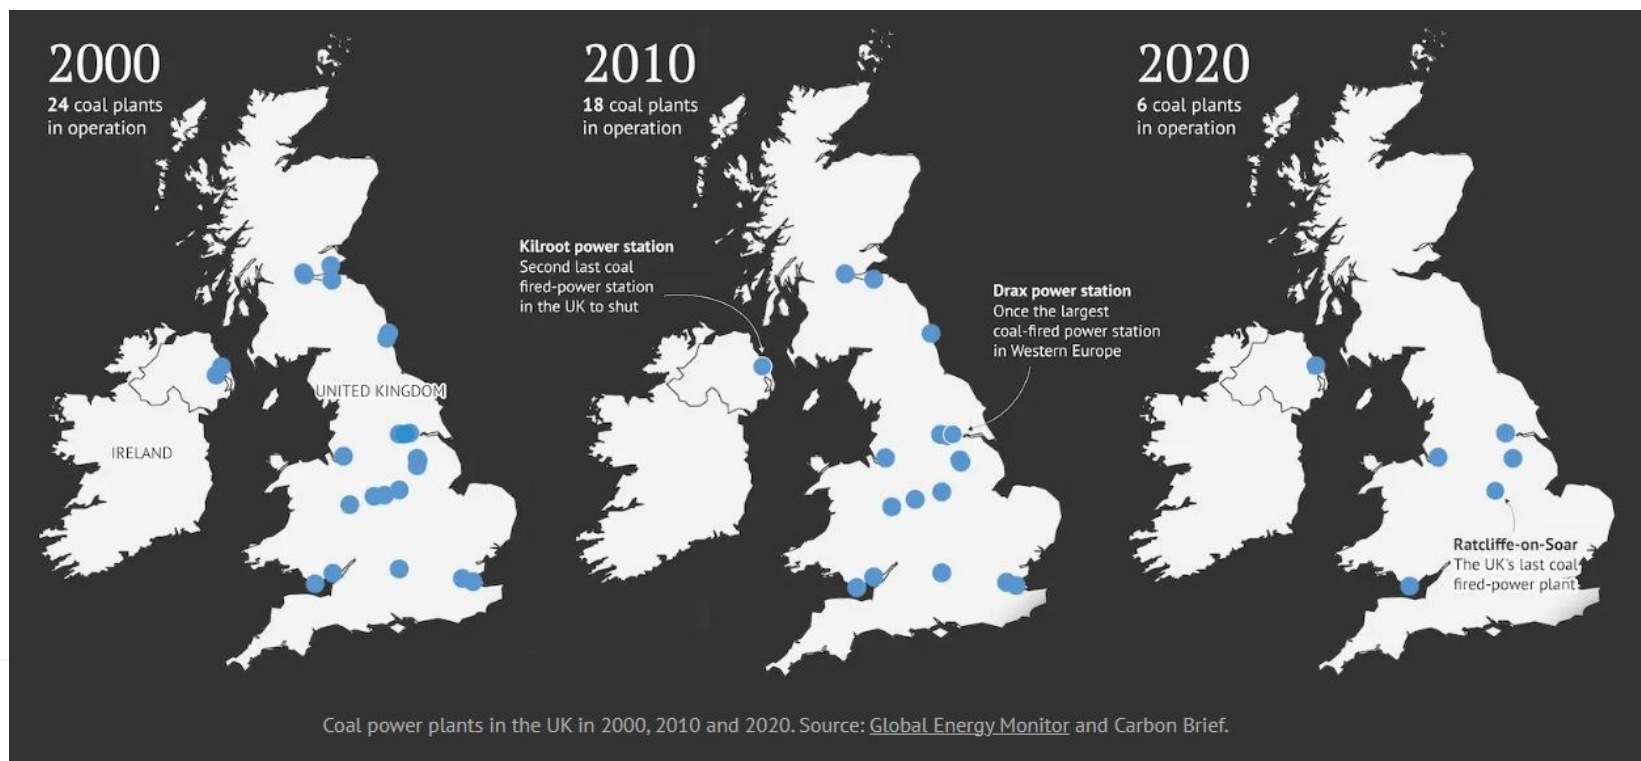 2000
24 coal plants
in operation
UNITED KINGDOM
IRELAND
2010
18 coal plants
in operation
Kilroot power station
Second last coal
fired-power station
in the UK to shut
Drax power station
Once the largest
coal-fired power station
in Western Europe
2020
6 coal plants
in operation
Ratcliffe-on-Soar
The UK's last coal
fired-power plant
Coal power plants in the UK in 2000, 2010 and 2020. Source: Global Energy Monitor and Carbon Brief.